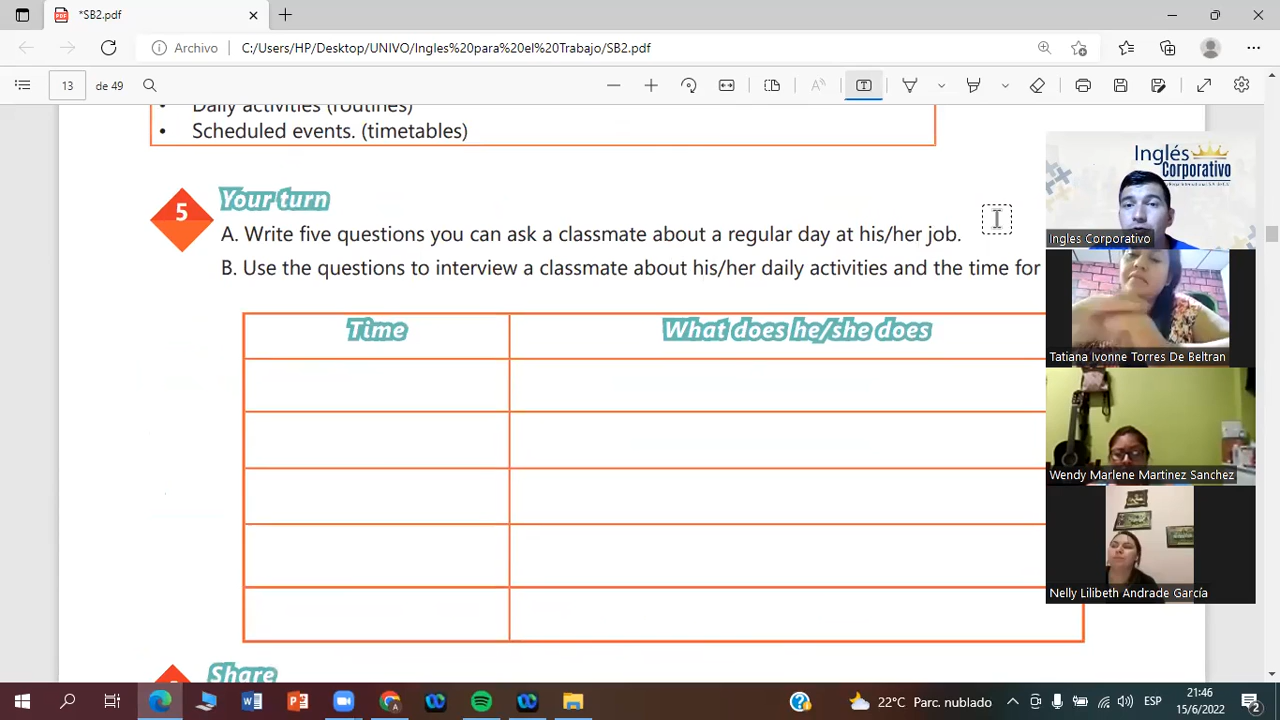 *SB2.pdf
Archivo
C:/Users/HP/Desktop/UNIVO/Ingles%20para%20el%20Trabajo/SB2.pdf
13
de 49
Daily activities (routines)
• Scheduled events. (timetables)
Inglés
Corporativo
5
Your turn
A. Write five questions you can ask a classmate about a regular day at his/her job.
Ingles Corporativo
B. Use the questions to interview a classmate about his/her daily activities and the time for
Time
What does he/she does
Tatiana Ivonne Torres De Beltran
Wendy Marlene Martinez Sanchez
Nelly Lilibeth Andrade García
Share
22°C Parc. nublado
ESP
21:46
15/6/2022
2